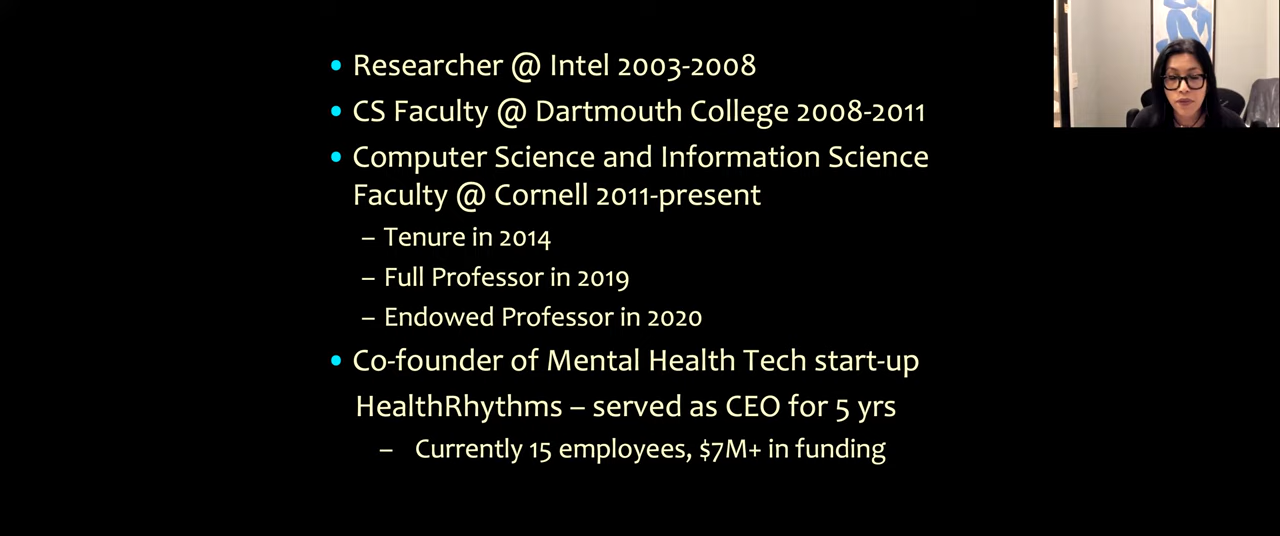 • Researcher @ Intel 2003-2008
• CS Faculty @ Dartmouth College 2008-2011
• Computer Science and Information Science
Faculty @ Cornell 2011-present
– Tenure in 2014
– Full Professor in 2019
– Endowed Professor in 2020
• Co-founder of Mental Health Tech start-up
HealthRhythms – served as CEO for 5 yrs
– Currently 15 employees, $7M+ in funding